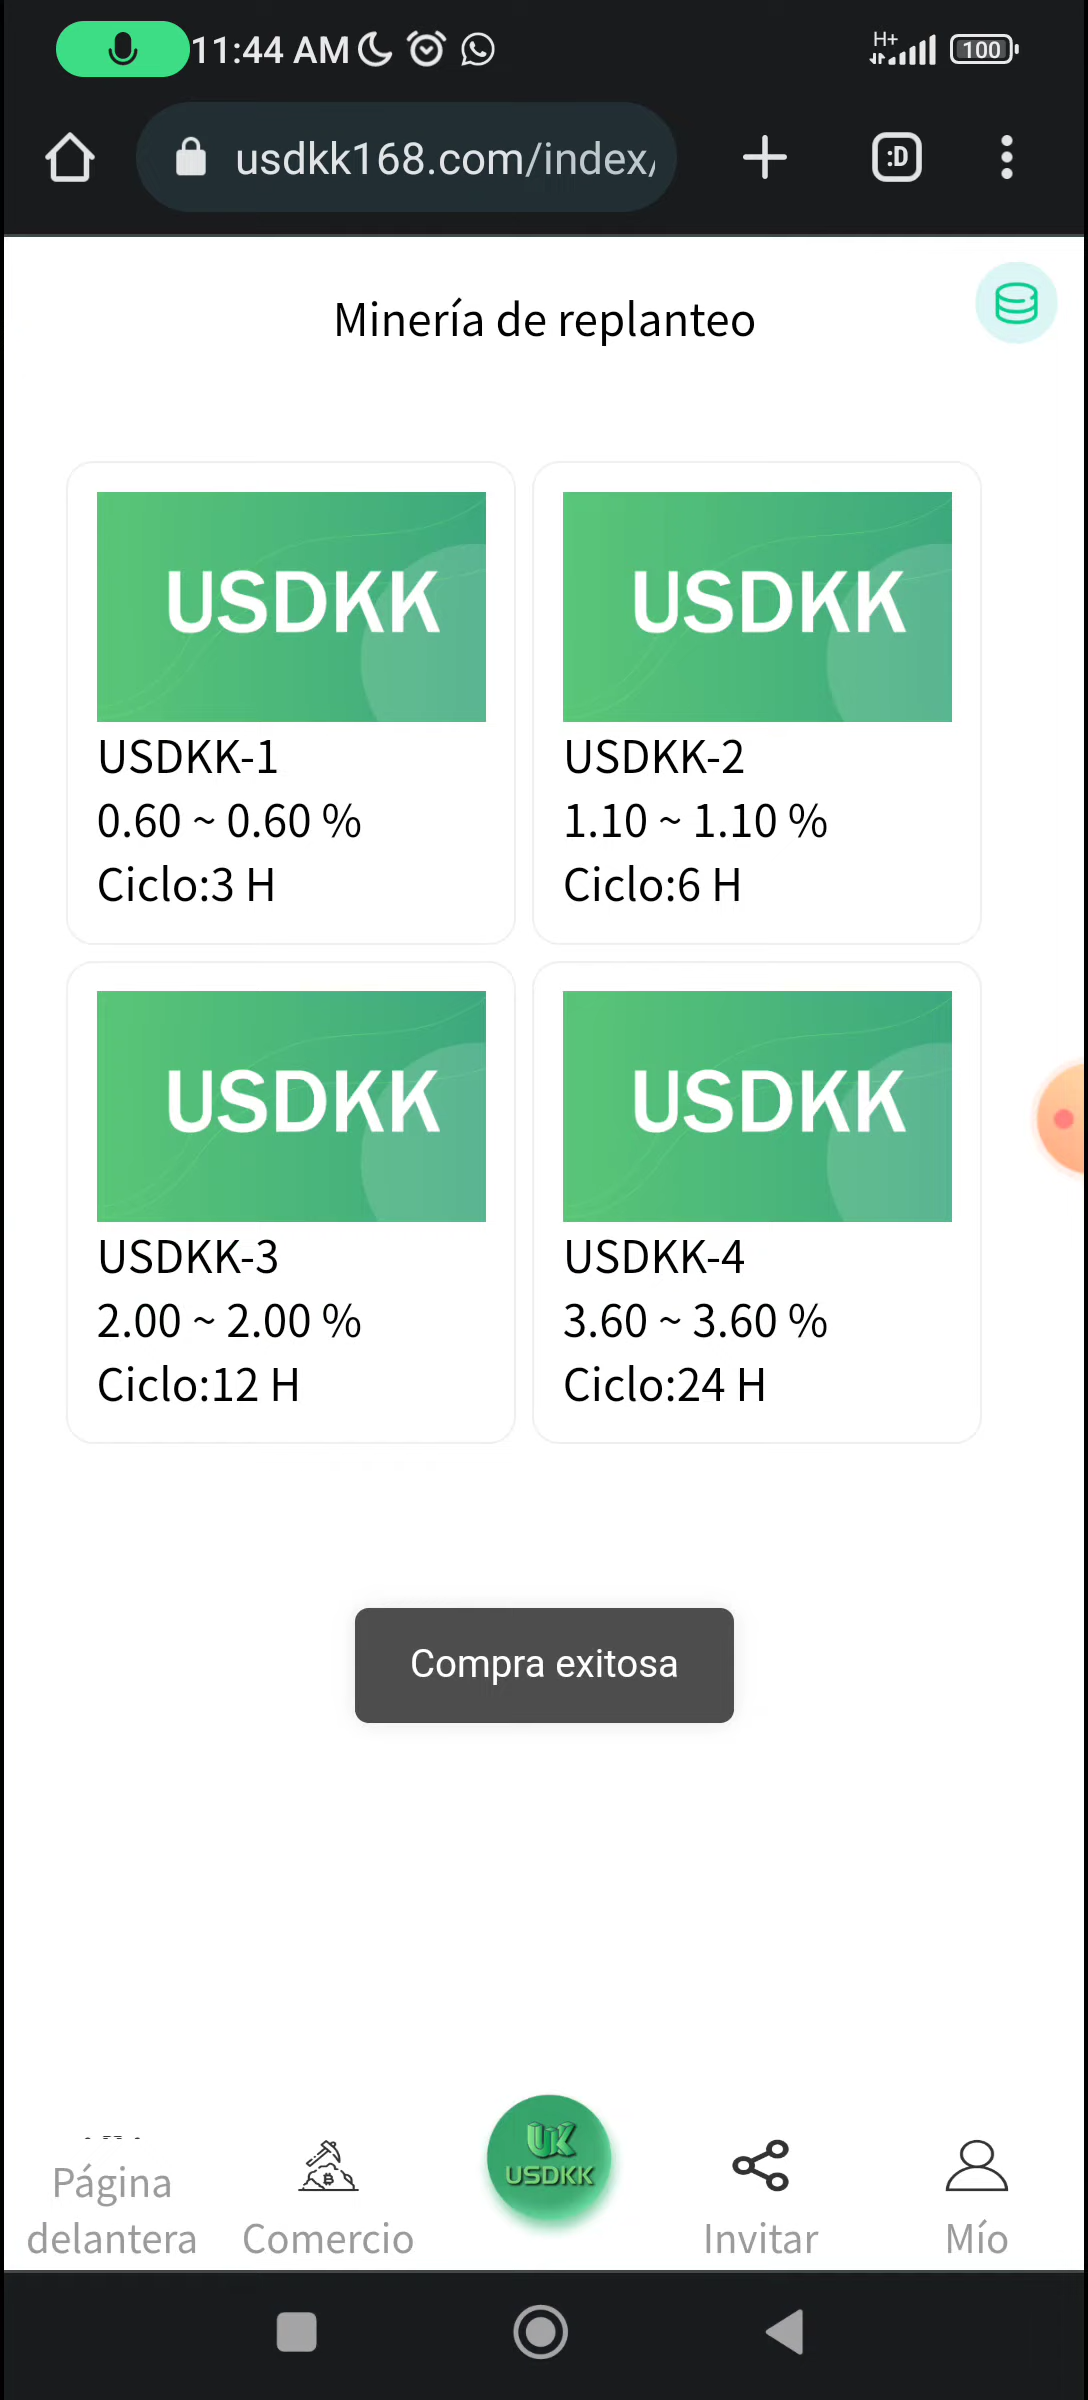 11:44 AM
H+
100
usdkk168.com/index/
:D
Minería de replanteo
USDKK
USDKK
USDKK-1
USDKK-2
0.60 ~ 0.60 %
1.10 ~ 1.10 %
Ciclo:3 H
Ciclo:6 H
USDKK
USDKK
USDKK-3
USDKK-4
2.00 ~ 2.00 %
3.60 ~ 3.60 %
Ciclo:12 H
Ciclo:24 H
Compra exitosa
UK
USDKK
Página
delantera
Comercio
Invitar
Mío